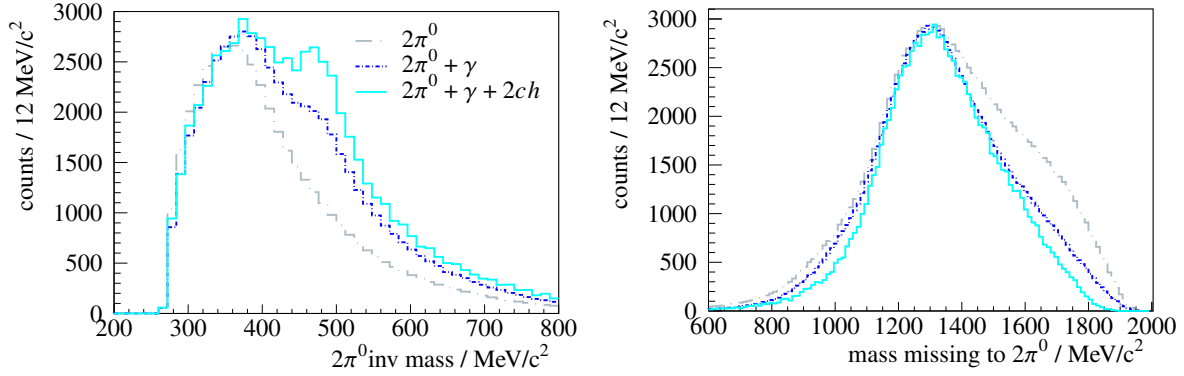 counts / 12 MeV/c²
3000
2500
2000
1500
1000
500
0
2π⁰
2π⁰ + γ
2π⁰ + γ + 2ch
200 300 400 500 600 700 800
2π⁰inv mass / MeV/c²
counts / 12 MeV/c²
3000
2500
2000
1500
1000
500
0
600 800 1000 1200 1400 1600 1800 2000
mass missing to 2π⁰ / MeV/c²